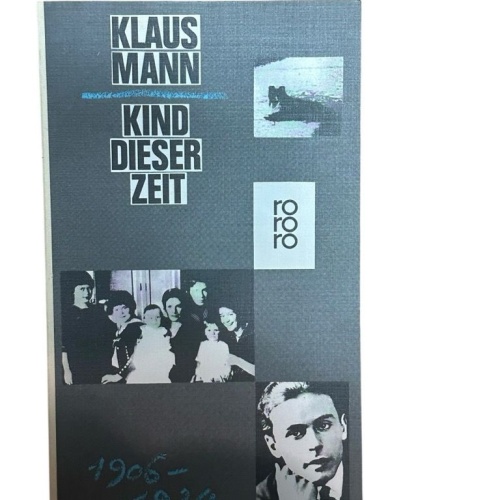 KLAUS
MANN
KIND
DIESER
ZEIT
ro
ro
ro
1906–